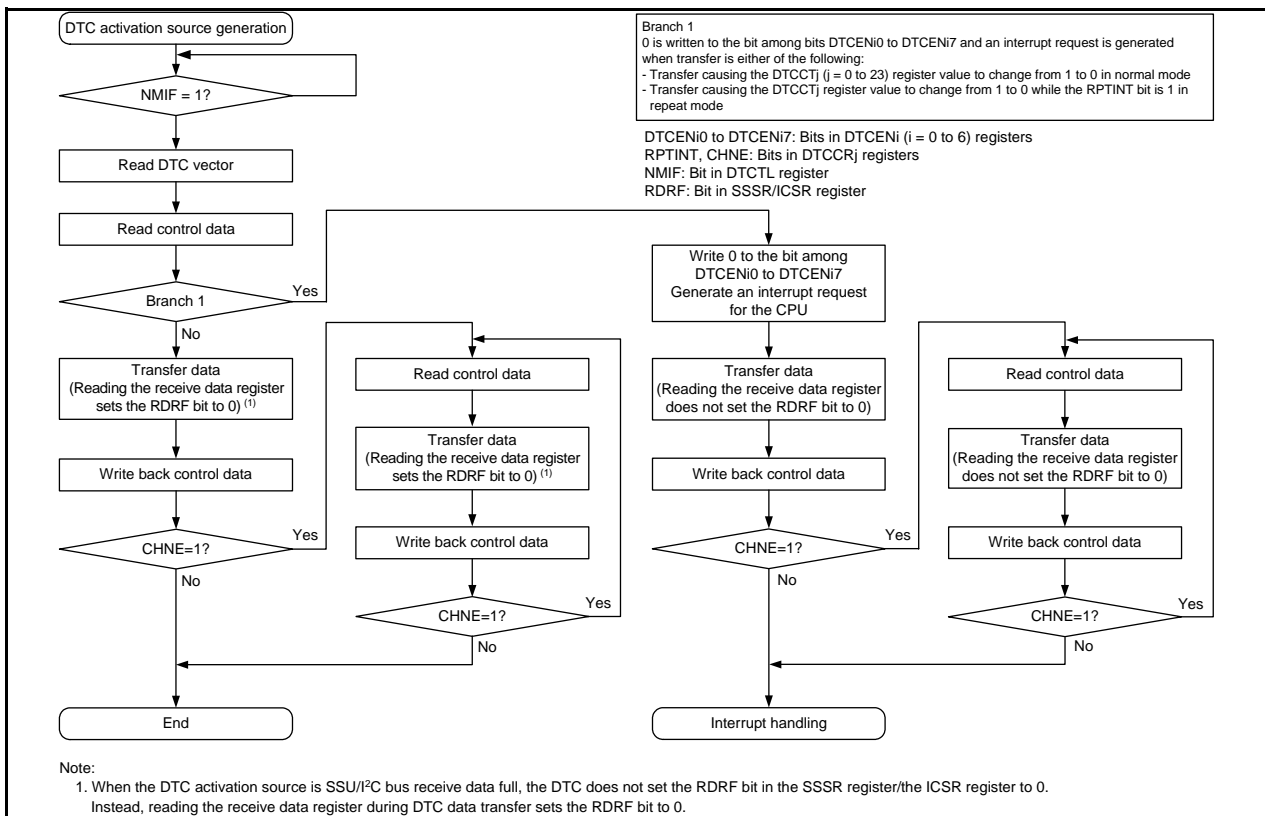 DTC activation source generation
NMIF = 1?
Read DTC vector
Read control data
Branch 1
Yes
No
Transfer data
(Reading the receive data register
sets the RDRF bit to 0) (1)
Write back control data
CHNE=1?
Yes
No
End
Read control data
Transfer data
(Reading the receive data register
sets the RDRF bit to 0) (1)
Write back control data
CHNE=1?
Yes
No
Branch 1
0 is written to the bit among bits DTCENi0 to DTCENi7 and an interrupt request is generated
when transfer is either of the following:
- Transfer causing the DTCCTj (j = 0 to 23) register value to change from 1 to 0 in normal mode
- Transfer causing the DTCCTj register value to change from 1 to 0 while the RPTINT bit is 1 in
repeat mode
DTCENi0 to DTCENi7: Bits in DTCENi (i = 0 to 6) registers
RPTINT, CHNE: Bits in DTCCRj registers
NMIF: Bit in DTCTL register
RDRF: Bit in SSSR/ICSR register
Write 0 to the bit among
DTCENi0 to DTCENi7
Generate an interrupt request
for the CPU
Transfer data
(Reading the receive data register
does not set the RDRF bit to 0)
Write back control data
CHNE=1?
Yes
No
Interrupt handling
Read control data
Transfer data
(Reading the receive data register
does not set the RDRF bit to 0)
Write back control data
CHNE=1?
Yes
No
Note:
1. When the DTC activation source is SSU/I²C bus receive data full, the DTC does not set the RDRF bit in the SSSR register/the ICSR register to 0.
Instead, reading the receive data register during DTC data transfer sets the RDRF bit to 0.